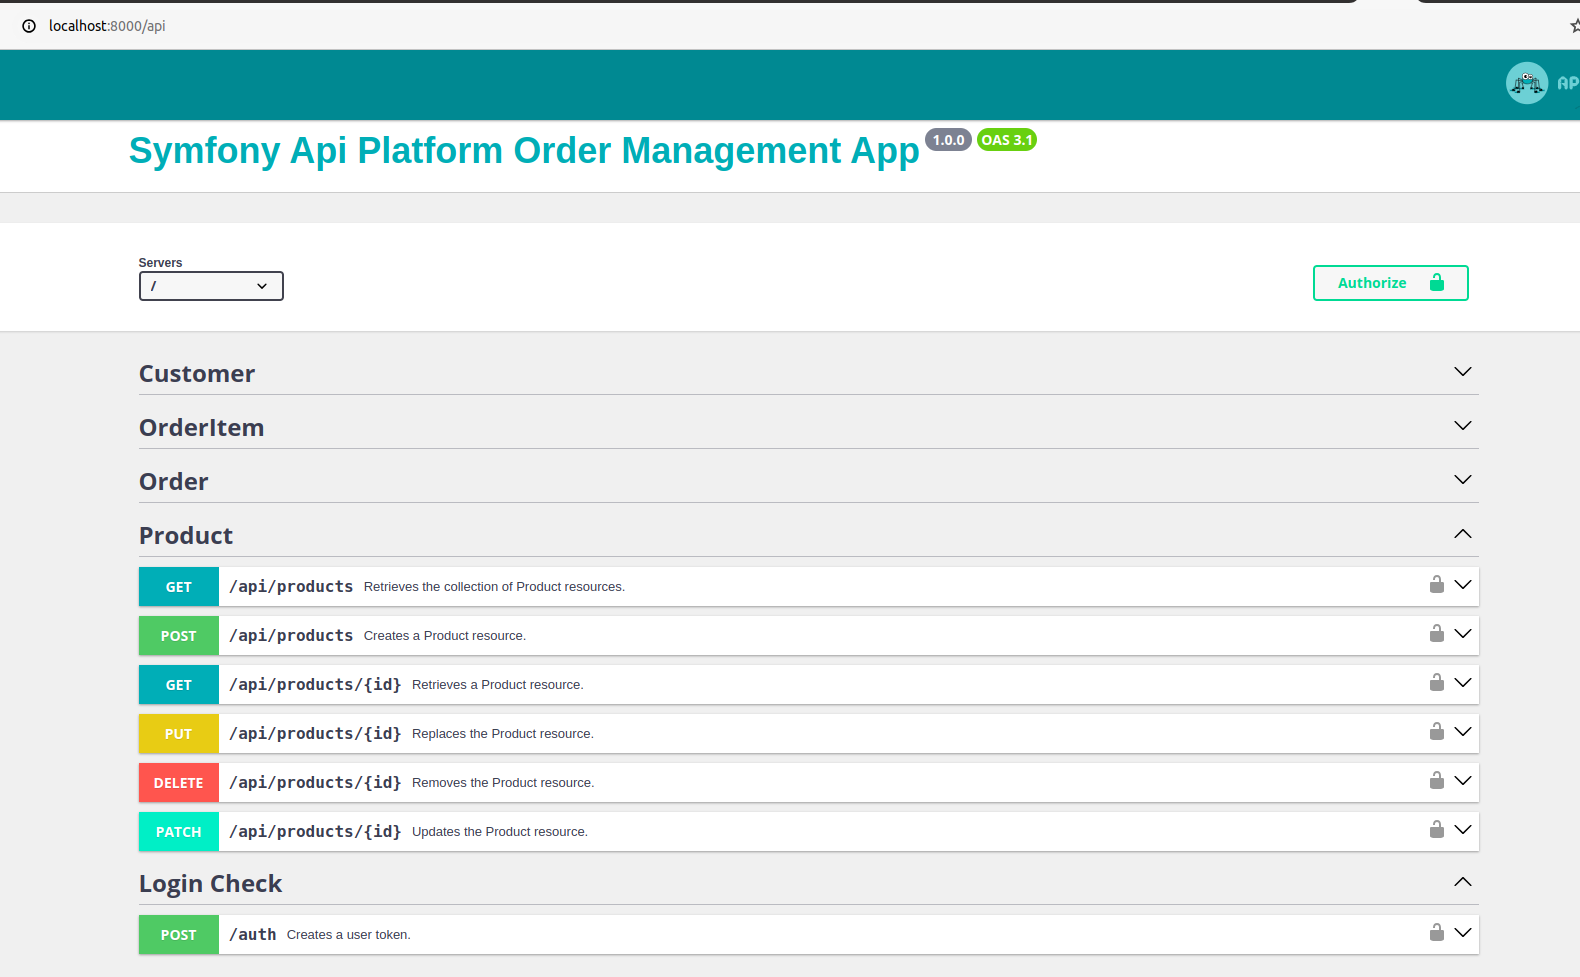 localhost:8000/api
AP
Symfony Api Platform Order Management App 1.0.0 OAS 3.1
Servers
/
Authorize
Customer
OrderItem
Order
Product
GET /api/products Retrieves the collection of Product resources.
POST /api/products Creates a Product resource.
GET /api/products/{id} Retrieves a Product resource.
PUT /api/products/{id} Replaces the Product resource.
DELETE /api/products/{id} Removes the Product resource.
PATCH /api/products/{id} Updates the Product resource.
Login Check
POST /auth Creates a user token.